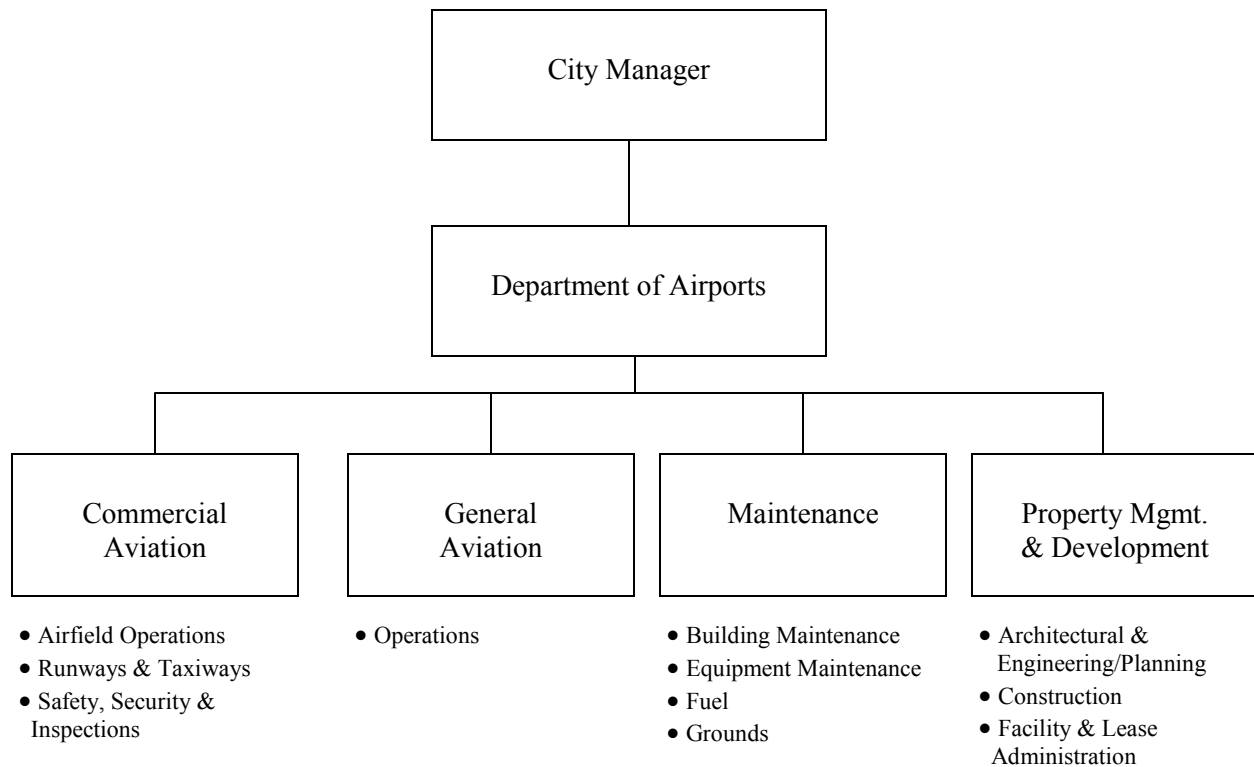 City Manager
Department of Airports
Commercial
Aviation
General
Aviation
Maintenance
Property Mgmt.
& Development
• Airfield Operations
• Runways & Taxiways
• Safety, Security &
Inspections
• Operations
• Building Maintenance
• Equipment Maintenance
• Fuel
• Grounds
• Architectural &
Engineering/Planning
• Construction
• Facility & Lease
Administration